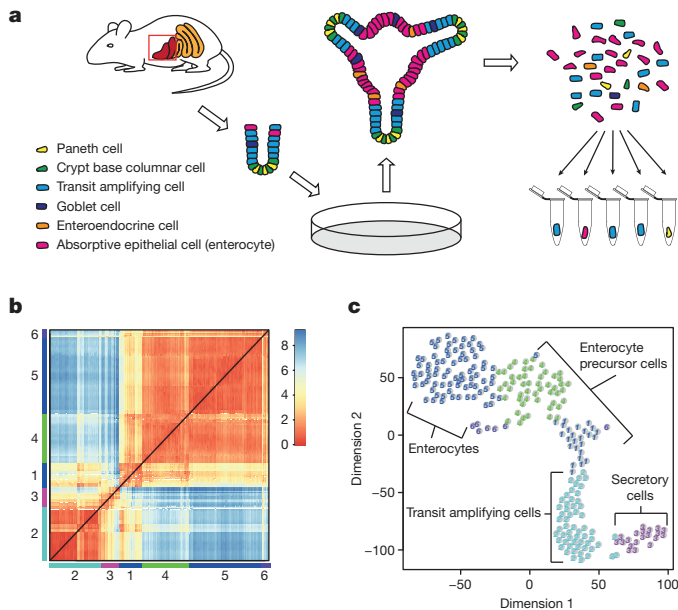 a
Paneth cell
Crypt base columnar cell
Transit amplifying cell
Goblet cell
Enteroendocrine cell
Absorptive epithelial cell (enterocyte)
b
6
5
4
1
3
2
2
3
1
4
5
6
8
6
4
2
0
c
Dimension 2
50
0
−50
−100
Enterocyte
precursor cells
Enterocytes
Transit amplifying cells
Secretory
cells
−50
0
50
100
Dimension 1